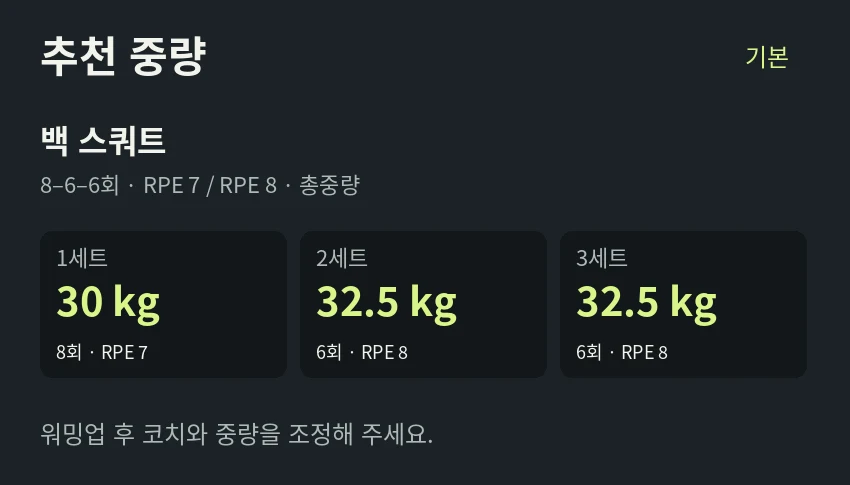 추천 중량
기본
백 스쿼트
8–6–6회 · RPE 7 / RPE 8 · 총중량
1세트
30 kg
8회 · RPE 7
2세트
32.5 kg
6회 · RPE 8
3세트
32.5 kg
6회 · RPE 8
워밍업 후 코치와 중량을 조정해 주세요.